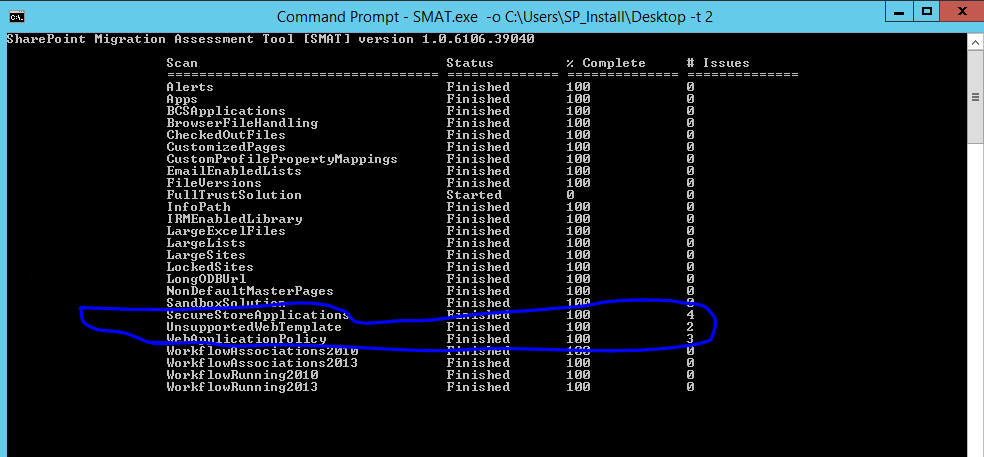 Command Prompt - SMAT.exe -o C:\Users\SP_Install\Desktop -t 2
SharePoint Migration Assessment Tool [SMAT] version 1.0.6106.39040
Scan Status % Complete # Issues
================================== ============== ============== ==============
Alerts Finished 100 0
Apps Finished 100 0
BCSApplications Finished 100 0
BrowserFileHandling Finished 100 0
CheckedOutFiles Finished 100 0
CustomizedPages Finished 100 0
CustomProfilePropertyMappings Finished 100 0
EmailEnabledLists Finished 100 0
FileVersions Finished 100 0
FullTrustSolution Started 0 0
InfoPath Finished 100 0
IRMEnabledLibrary Finished 100 0
LargeExcelFiles Finished 100 0
LargeLists Finished 100 0
LargeSites Finished 100 0
LockedSites Finished 100 0
LongODBUrl Finished 100 0
NonDefaultMasterPages Finished 100 0
SandboxSolution Finished 100 0
SecureStoreApplications Finished 100 4
UnsupportedWebTemplate Finished 100 2
WebApplicationPolicy Finished 100 3
WorkflowAssociations2010 Finished 100 0
WorkflowAssociations2013 Finished 100 0
WorkflowRunning2010 Finished 100 0
WorkflowRunning2013 Finished 100 0